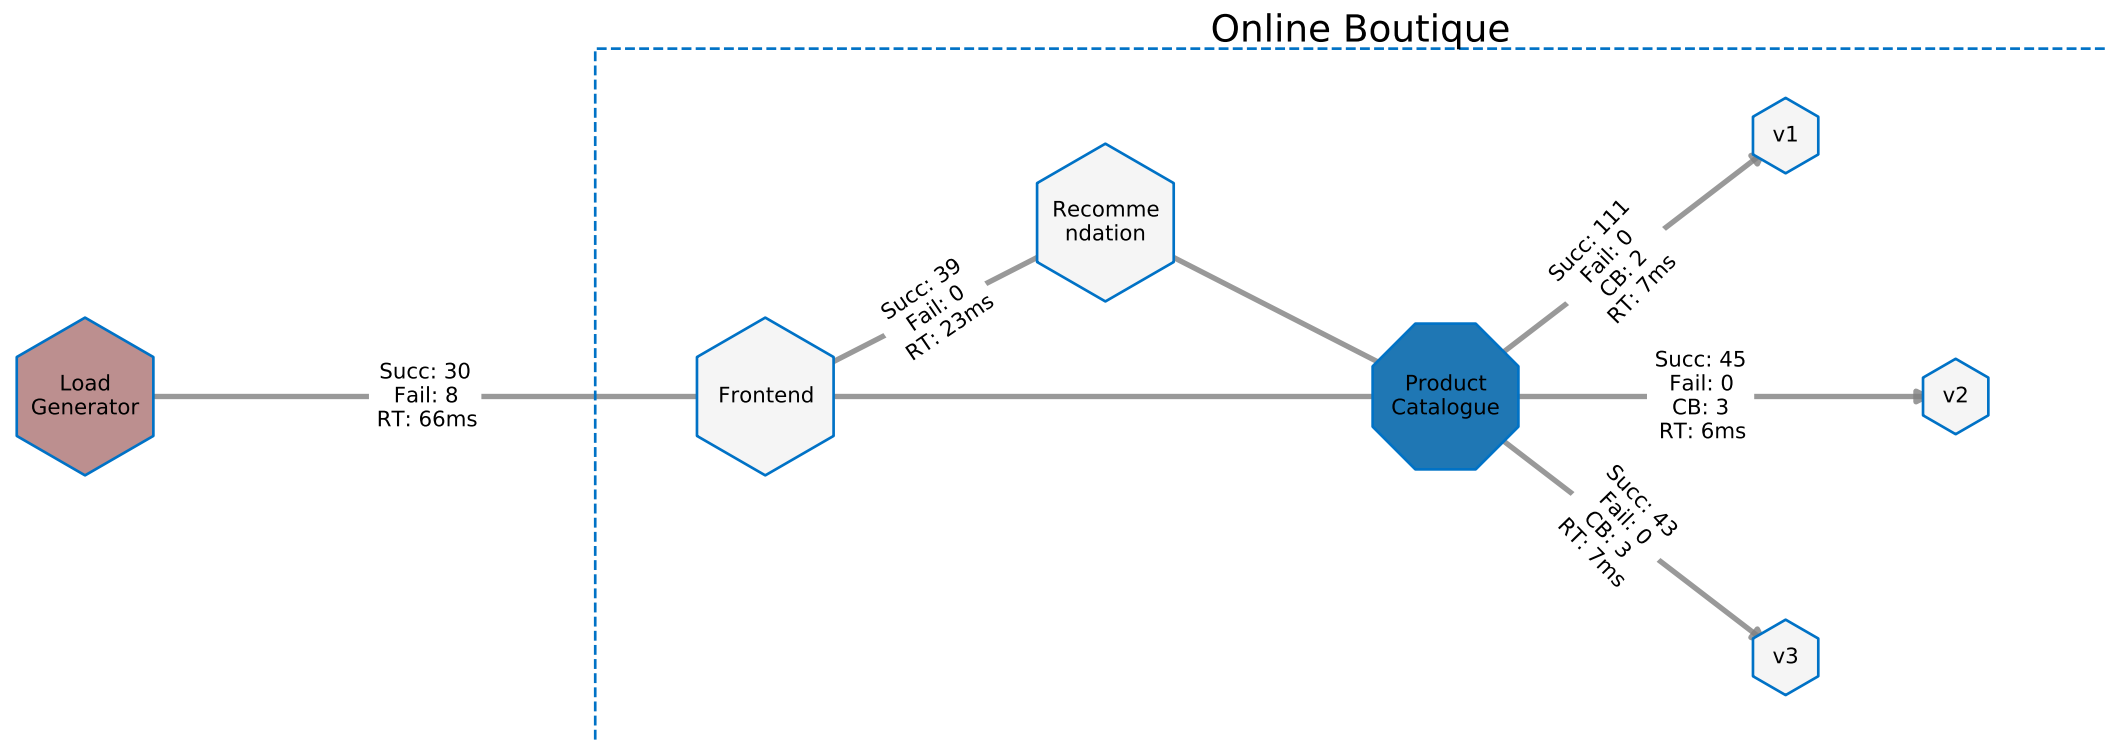 Online Boutique
Load
Generator
Succ: 30
Fail: 8
RT: 66ms
Frontend
Succ: 39
Fail: 0
RT: 23ms
Recomme
ndation
Product
Catalogue
Succ: 111
Fail: 0
CB: 2
RT: 7ms
v1
Succ: 45
Fail: 0
CB: 3
RT: 6ms
v2
Succ: 43
Fail: 0
CB: 3
RT: 7ms
v3